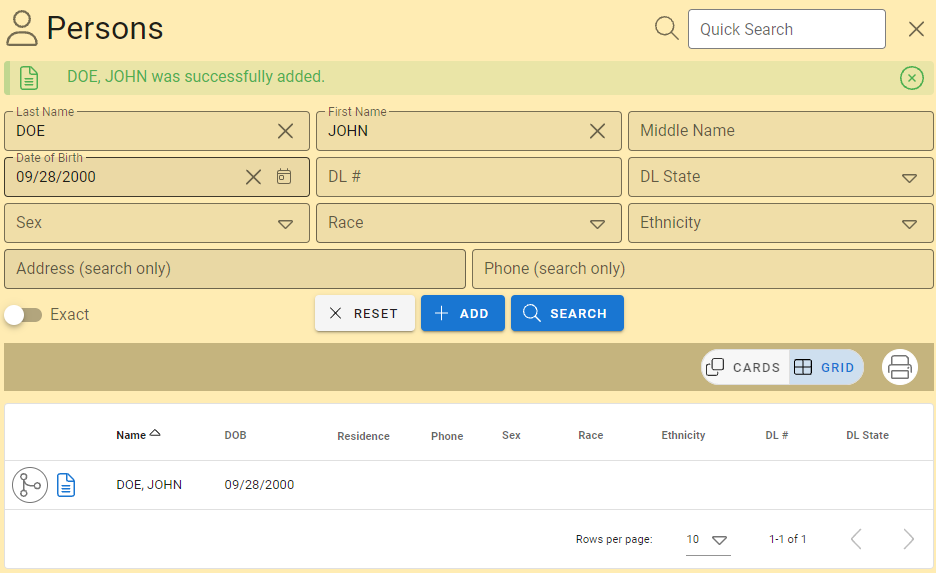 Persons
Quick Search
DOE, JOHN was successfully added.
Last Name
DOE
First Name
JOHN
Middle Name
Date of Birth
09/28/2000
DL #
DL State
Sex
Race
Ethnicity
Address (search only)
Phone (search only)
Exact
RESET
ADD
SEARCH
CARDS
GRID
Name DOB Residence Phone Sex Race Ethnicity DL # DL State
DOE, JOHN 09/28/2000
Rows per page: 10 1-1 of 1